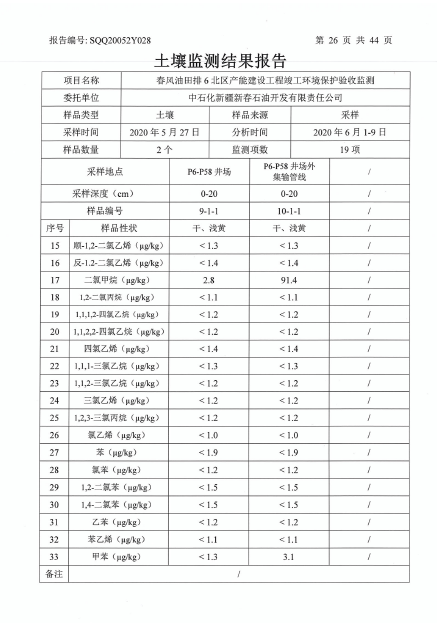 报告编号: SQQ20052Y028 第 26 页 共 44 页
土壤监测结果报告
项目名称 春风油田排 6 北区产能建设工程竣工环境保护验收监测
委托单位 中石化新疆新春石油开发有限责任公司
样品类型 土壤 样品来源 采样
采样时间 2020 年 5 月 27 日 分析时间 2020 年 6 月 1-9 日
样品数量 2 个 监测项数 19 项
采样地点 P6-P58 井场 P6-P58 井场外 /
集输管线
采样深度（cm） 0-20 0-20 /
样品编号 9-1-1 10-1-1 /
序号 样品性状 干、浅黄 干、浅黄 /
15 顺-1,2-二氯乙烯（μg/kg） ＜1.3 ＜1.3 /
16 反-1.2-二氯乙烯（μg/kg） ＜1.4 ＜1.4 /
17 二氯甲烷（μg/kg） 2.8 91.4 /
18 1,2-二氯丙烷（μg/kg） ＜1.1 ＜1.1 /
19 1,1,1,2-四氯乙烷（μg/kg） ＜1.2 ＜1.2 /
20 1,1,2,2-四氯乙烷（μg/kg） ＜1.2 ＜1.2 /
21 四氯乙烯（μg/kg） ＜1.4 ＜1.4 /
22 1,1,1-三氯乙烷（μg/kg） ＜1.3 ＜1.3 /
23 1,1,2-三氯乙烷（μg/kg） ＜1.2 ＜1.2 /
24 三氯乙烯（μg/kg） ＜1.2 ＜1.2 /
25 1,2,3-三氯丙烷（μg/kg） ＜1.2 ＜1.2 /
26 氯乙烯（μg/kg） ＜1.0 ＜1.0 /
27 苯（μg/kg） ＜1.9 ＜1.9 /
28 氯苯（μg/kg） ＜1.2 ＜1.2 /
29 1,2-二氯苯（μg/kg） ＜1.5 ＜1.5 /
30 1,4-二氯苯（μg/kg） ＜1.5 ＜1.5 /
31 乙苯（μg/kg） ＜1.2 ＜1.2 /
32 苯乙烯（μg/kg） ＜1.1 ＜1.1 /
33 甲苯（μg/kg） ＜1.3 3.1 /
备注 /